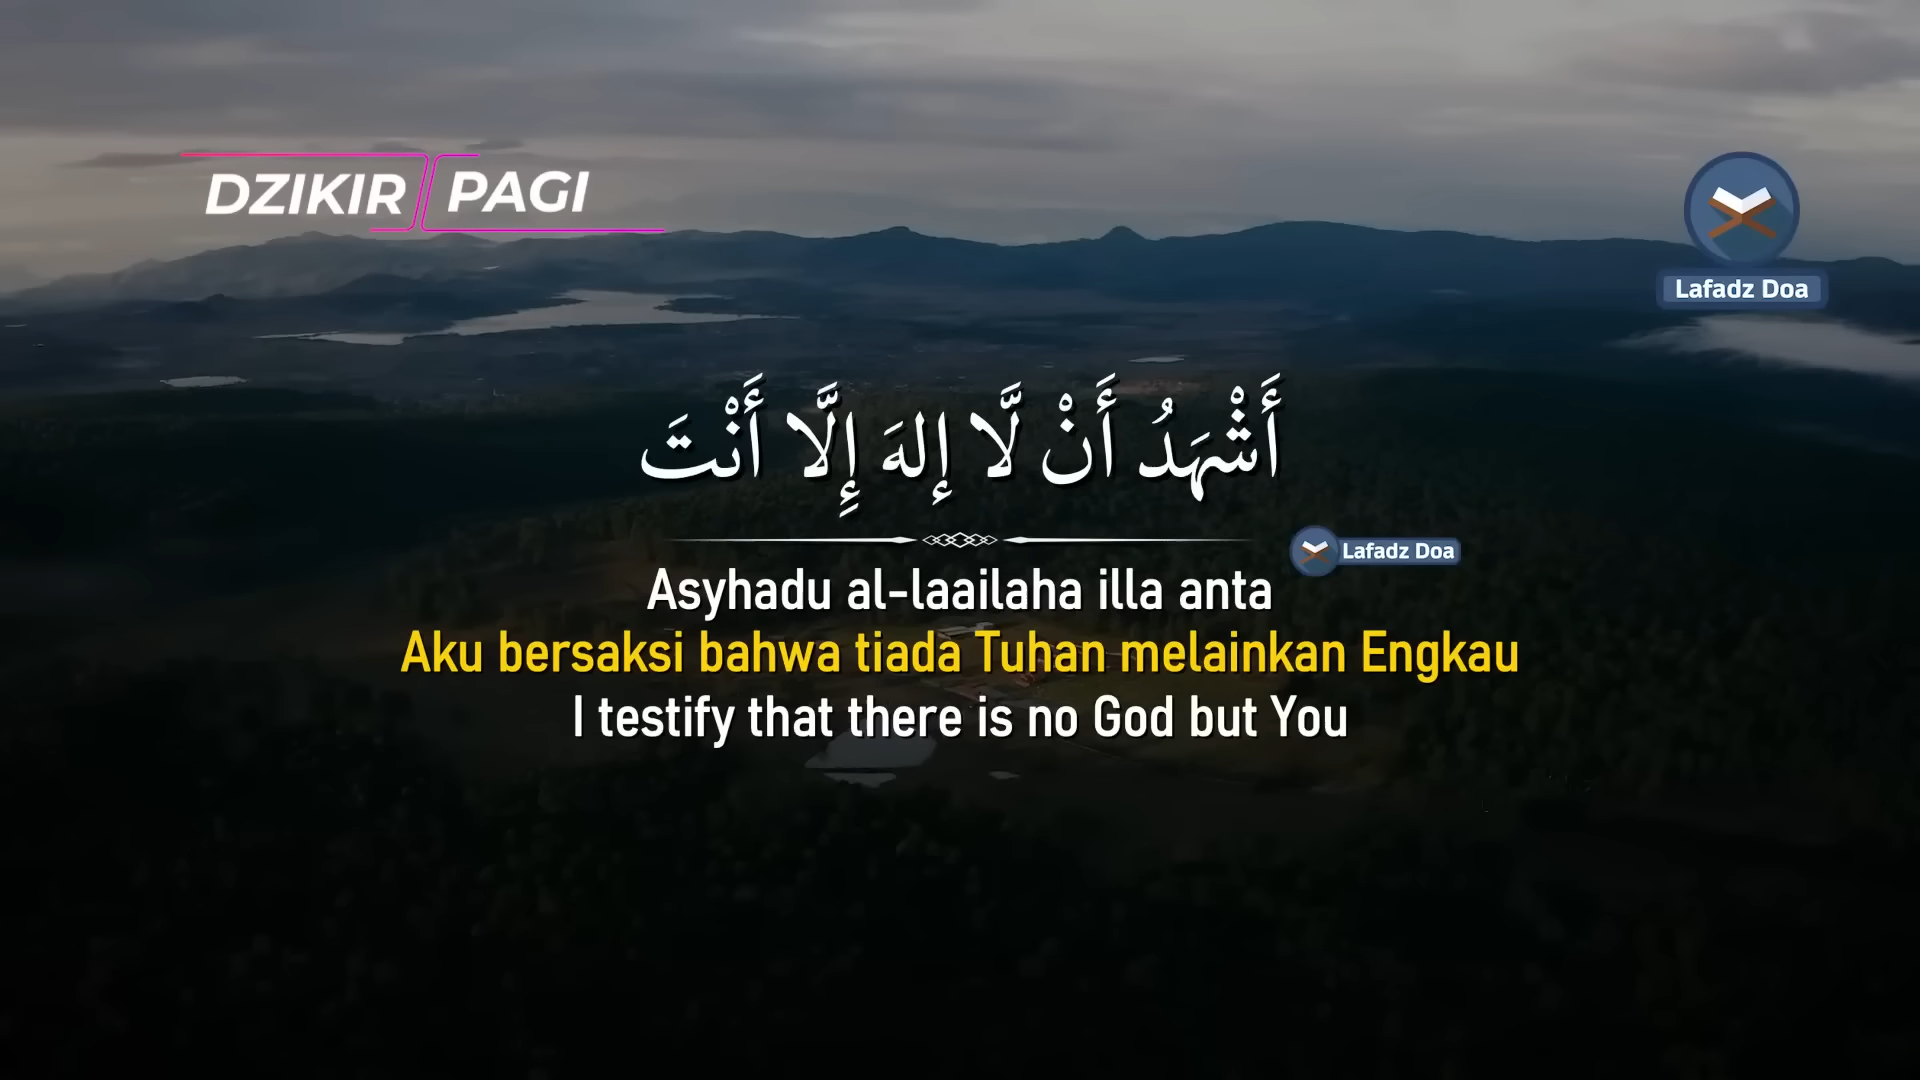 DZIKIR PAGI
Lafadz Doa
أَشْهَدُ أَنْ لَّا إِلهَ إِلَّا أَنْتَ
Lafadz Doa
Asyhadu al-laailaha illa anta
Aku bersaksi bahwa tiada Tuhan melainkan Engkau
I testify that there is no God but You